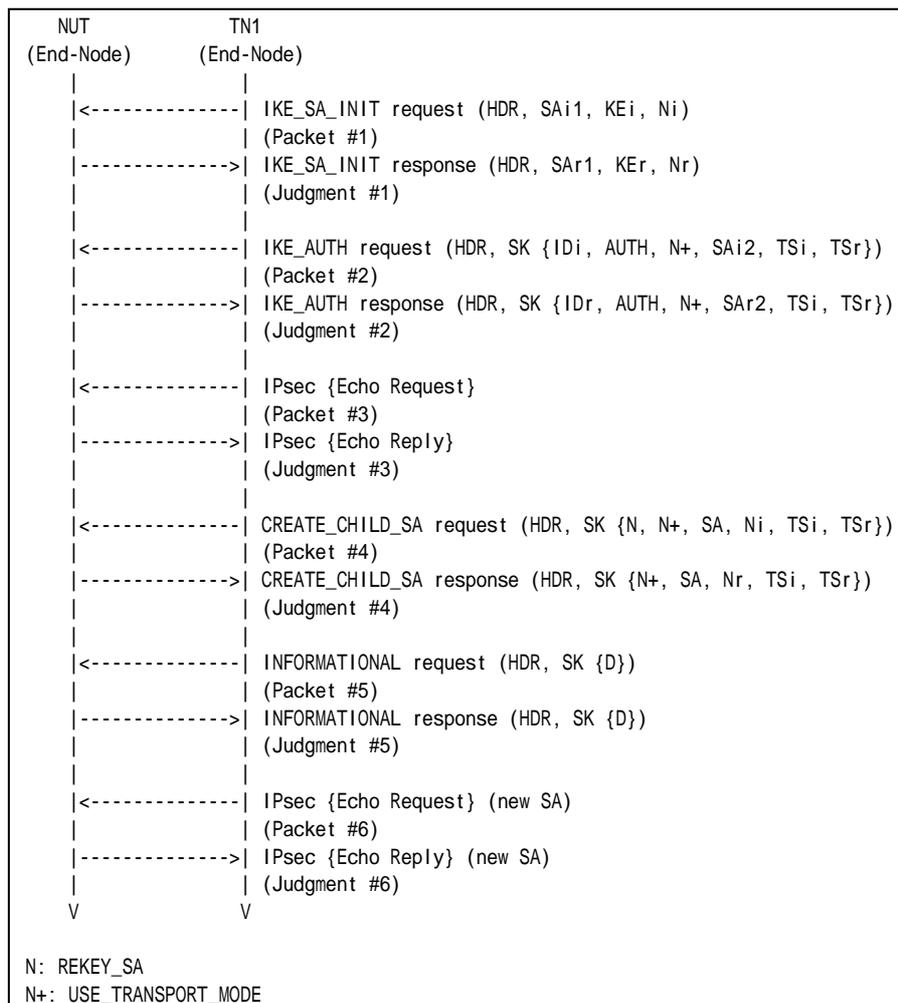 NUT TN1
(End-Node) (End-Node)
| |
|<--------------| IKE_SA_INIT request (HDR, SAi1, KEi, Ni)
| | (Packet #1)
|-------------->| IKE_SA_INIT response (HDR, SAr1, KEr, Nr)
| | (Judgment #1)
| |
|<--------------| IKE_AUTH request (HDR, SK {IDi, AUTH, N+, SAi2, TSi, TSr})
| | (Packet #2)
|-------------->| IKE_AUTH response (HDR, SK {IDr, AUTH, N+, SAr2, TSi, TSr})
| | (Judgment #2)
| |
|<--------------| IPsec {Echo Request}
| | (Packet #3)
|-------------->| IPsec {Echo Reply}
| | (Judgment #3)
| |
|<--------------| CREATE_CHILD_SA request (HDR, SK {N, N+, SA, Ni, TSi, TSr})
| | (Packet #4)
|-------------->| CREATE_CHILD_SA response (HDR, SK {N+, SA, Nr, TSi, TSr})
| | (Judgment #4)
| |
|<--------------| INFORMATIONAL request (HDR, SK {D})
| | (Packet #5)
|-------------->| INFORMATIONAL response (HDR, SK {D})
| | (Judgment #5)
| |
|<--------------| IPsec {Echo Request} (new SA)
| | (Packet #6)
|-------------->| IPsec {Echo Reply} (new SA)
| | (Judgment #6)
V V
N: REKEY_SA
N+: USE_TRANSPORT_MODE